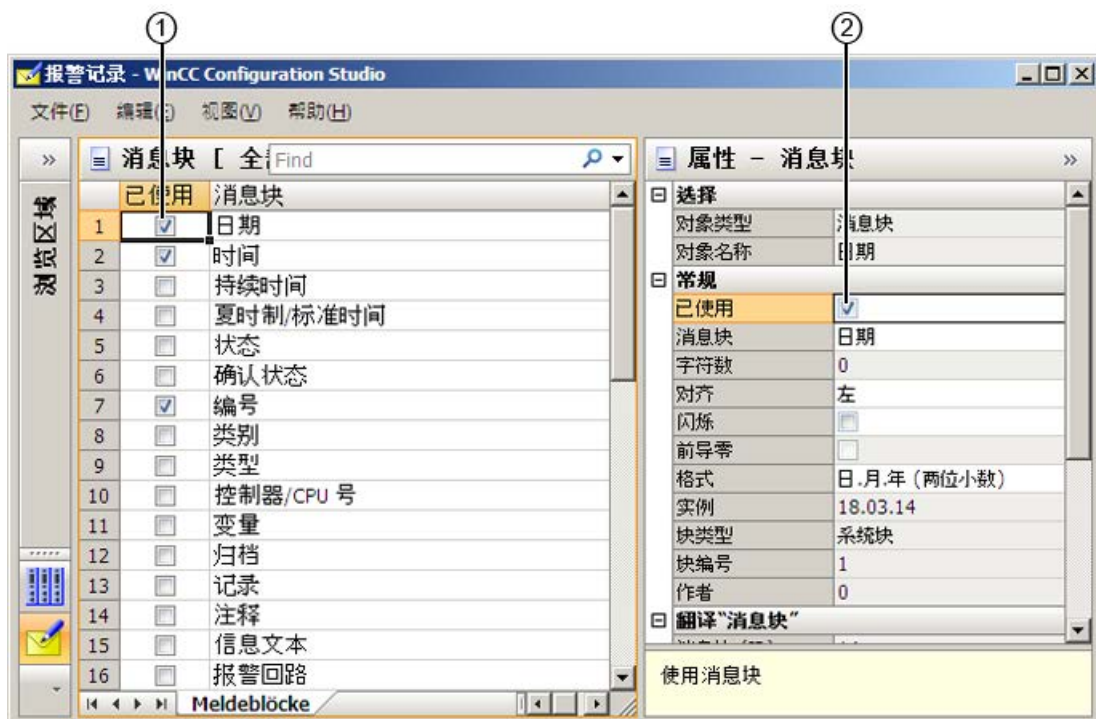 ① ②
报警记录 - WinCC Configuration Studio
文件(F) 编辑(E) 视图(V) 帮助(H)
» 消息块 [ 全 Find
浏览区域
已使用 消息块
1 日期
2 时间
3 持续时间
4 夏时制/标准时间
5 状态
6 确认状态
7 编号
8 类别
9 类型
10 控制器/CPU 号
11 变量
12 归档
13 记录
14 注释
15 信息文本
16 报警回路
Meldeblöcke
属性 - 消息块 »
选择
对象类型 消息块
对象名称 日期
常规
已使用
消息块 日期
字符数 0
对齐 左
闪烁
前导零
格式 日.月.年 (两位小数)
实例 18.03.14
块类型 系统块
块编号 1
作者 0
翻译“消息块”
使用消息块